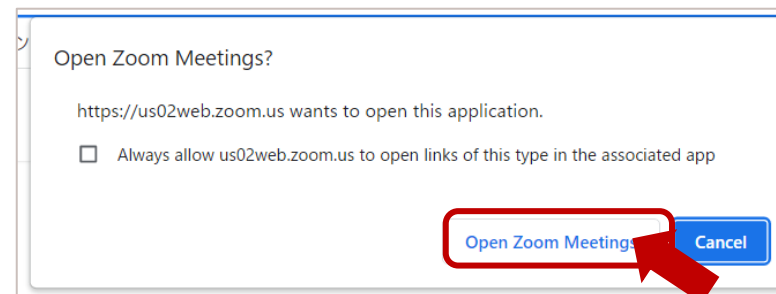 ン
Open Zoom Meetings?
https://us02web.zoom.us wants to open this application.
Always allow us02web.zoom.us to open links of this type in the associated app
Open Zoom Meetings
Cancel